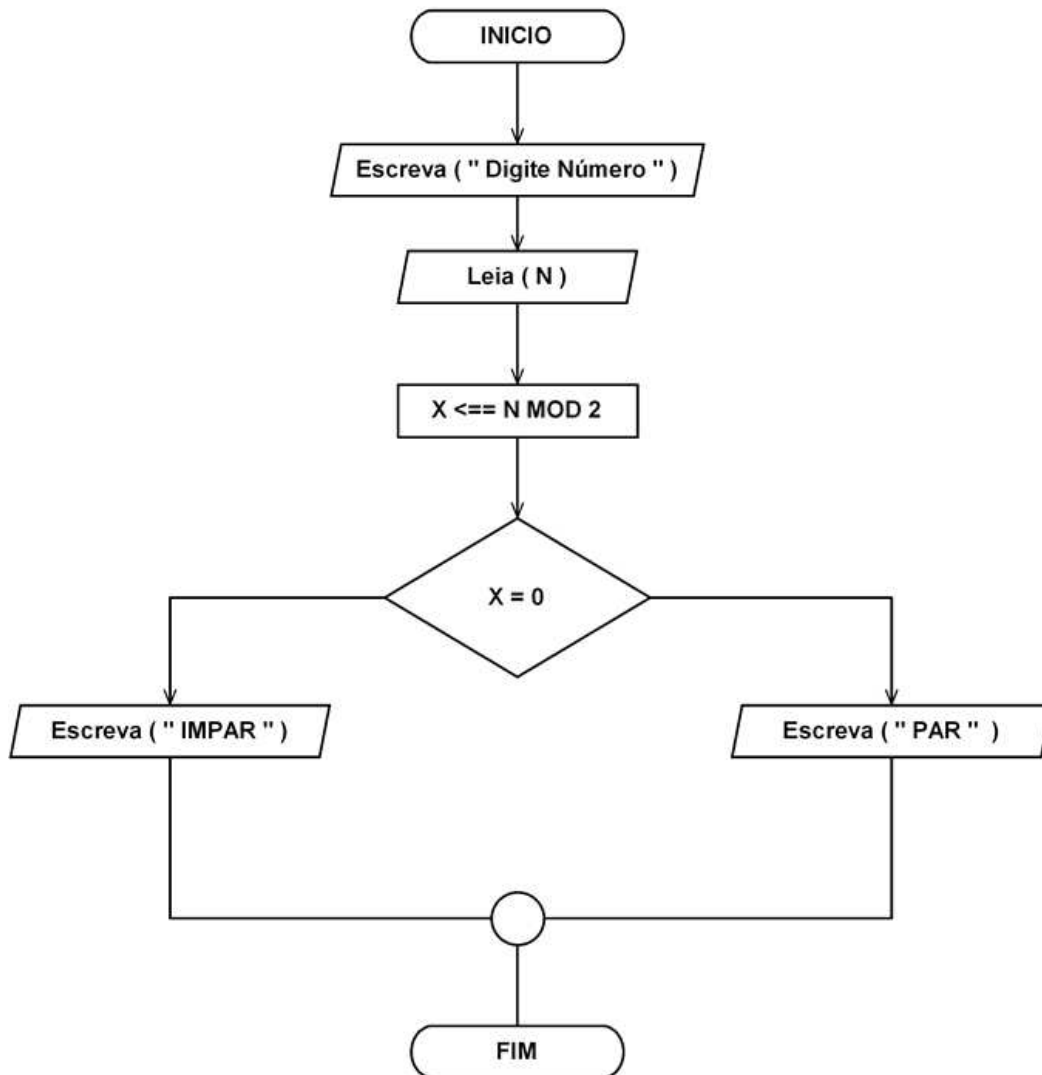 INICIO
Escreva ( " Digite Número " )
Leia ( N )
X <== N MOD 2
X = 0
Escreva ( " IMPAR " )
Escreva ( " PAR "  )
FIM